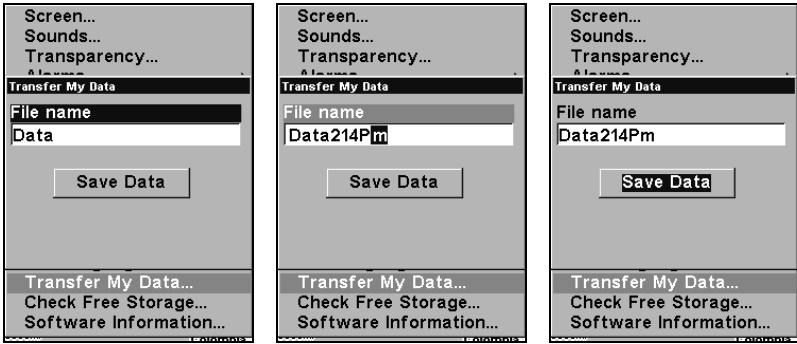 Screen...
Sounds...
Transparency...
Transfer My Data
File name
Data
Save Data
Transfer My Data...
Check Free Storage...
Software Information...
Screen...
Sounds...
Transparency...
Transfer My Data
File name
Data214Pm
Save Data
Transfer My Data...
Check Free Storage...
Software Information...
Screen...
Sounds...
Transparency...
Transfer My Data
File name
Data214Pm
Save Data
Transfer My Data...
Check Free Storage...
Software Information...